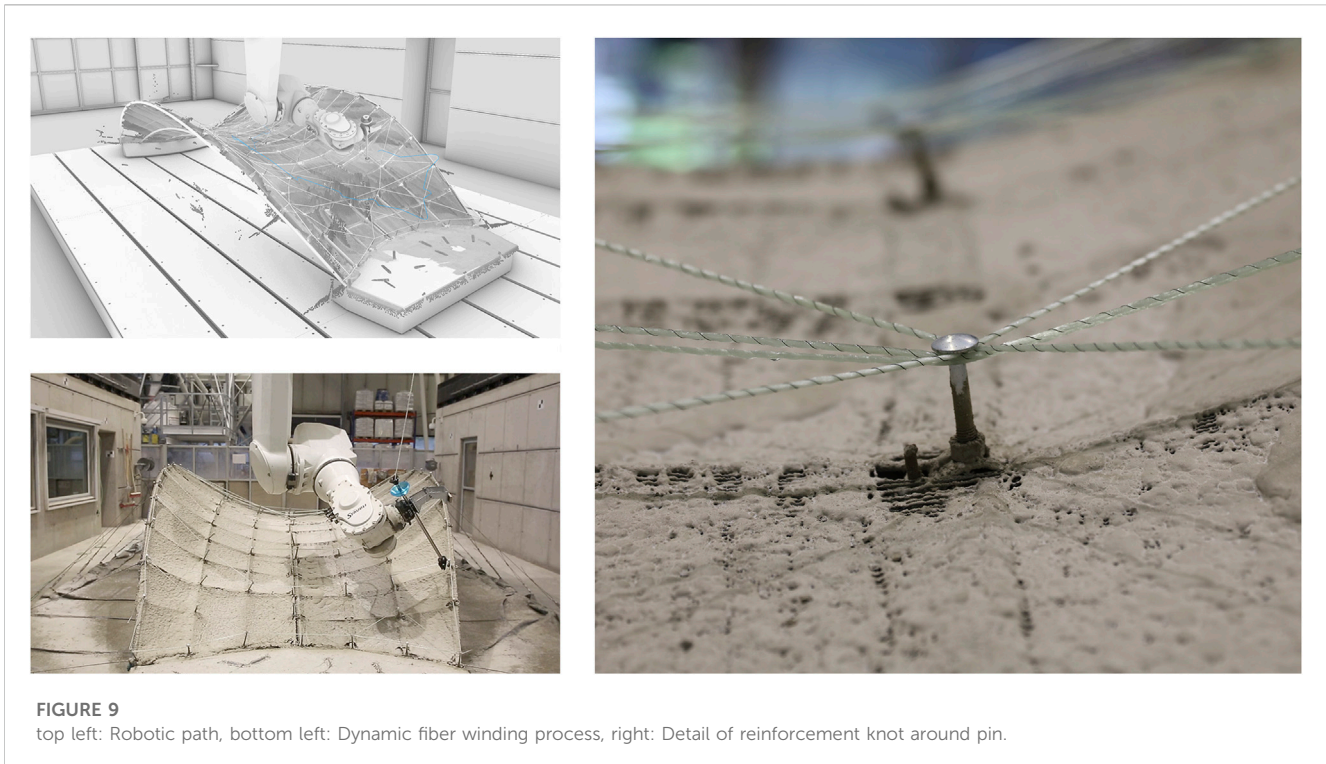 FIGURE 9
top left: Robotic path, bottom left: Dynamic fiber winding process, right: Detail of reinforcement knot around pin.